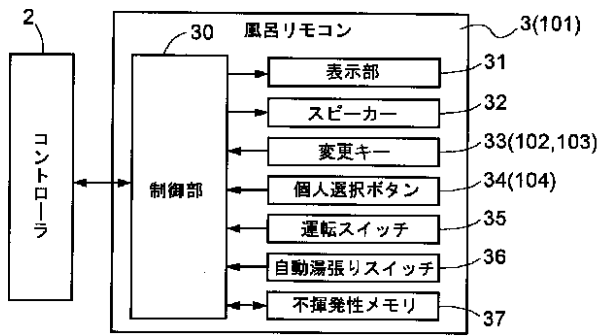 2
30
風呂リモコン
3(101)
コントローラ
制御部
表示部
31
スピーカー
32
変更キー
33(102,103)
個人選択ボタン
34(104)
運転スイッチ
35
自動湯張りスイッチ
36
不揮発性メモリ
37